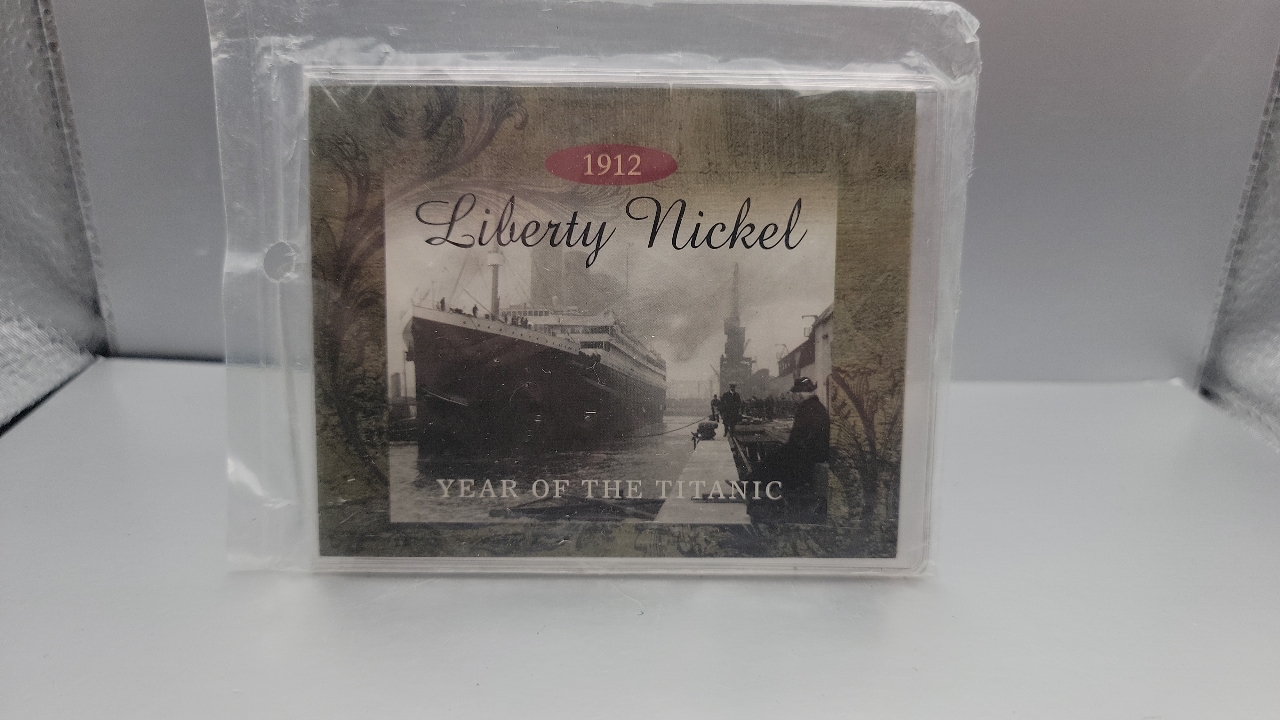 1912
Liberty Nickel
YEAR OF THE TITANIC